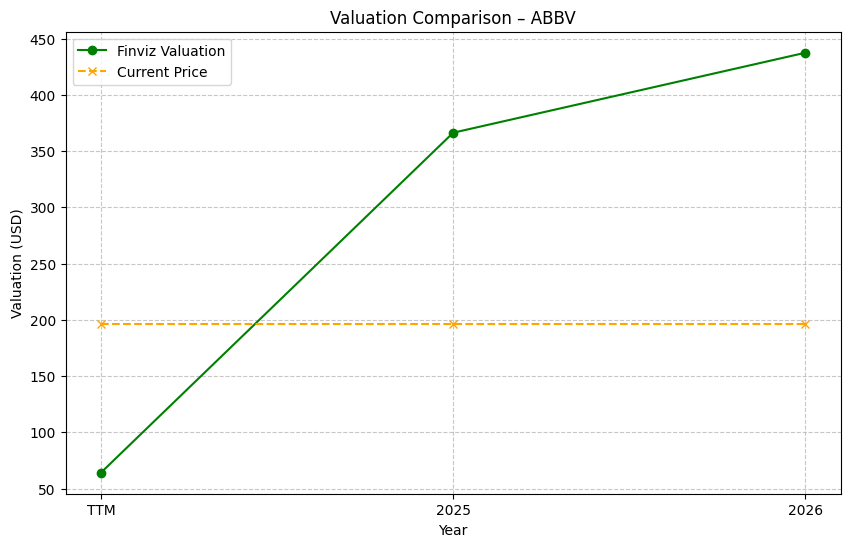 Valuation Comparison – ABBV
Finviz Valuation
Current Price
Valuation (USD)
450
400
350
300
250
200
150
100
50
TTM
2025
2026
Year